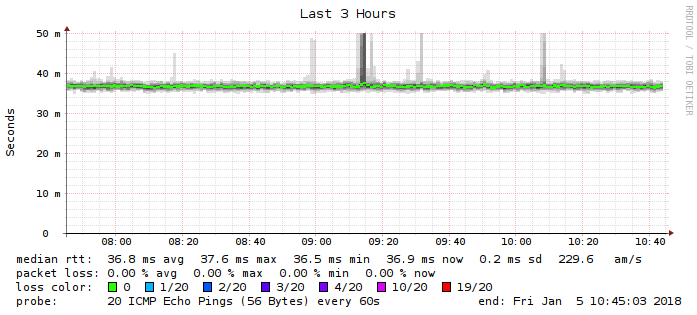 Last 3 Hours
RRDTOOL / TOBI OETIKER
Seconds
50 m
40 m
30 m
20 m
10 m
0
08:00 08:20 08:40 09:00 09:20 09:40 10:00 10:20 10:40
median rtt: 36.8 ms avg 37.6 ms max 36.5 ms min 36.9 ms now 0.2 ms sd 229.6 am/s
packet loss: 0.00 % avg 0.00 % max 0.00 % min 0.00 % now
loss color: 0 1/20 2/20 3/20 4/20 10/20 19/20
probe: 20 ICMP Echo Pings (56 Bytes) every 60s end: Fri Jan 5 10:45:03 2018